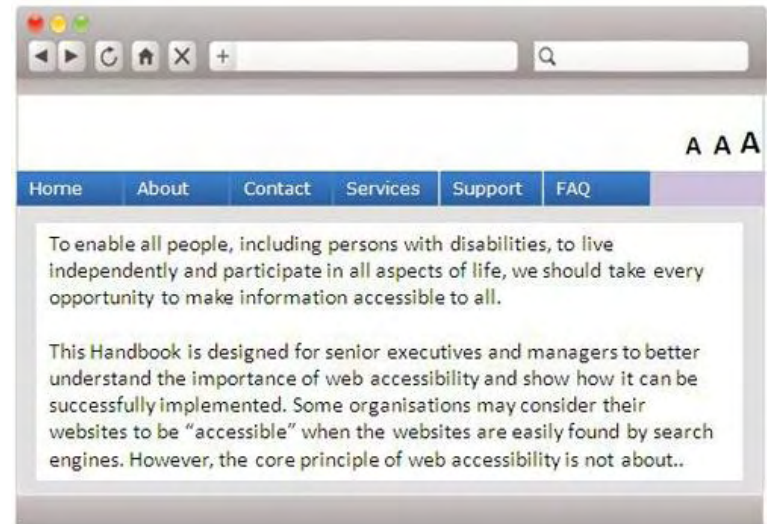 A A A
Home About Contact Services Support FAQ
To enable all people, including persons with disabilities, to live
independently and participate in all aspects of life, we should take every
opportunity to make information accessible to all.
This Handbook is designed for senior executives and managers to better
understand the importance of web accessibility and show how it can be
successfully implemented. Some organisations may consider their
websites to be “accessible” when the websites are easily found by search
engines. However, the core principle of web accessibility is not about..